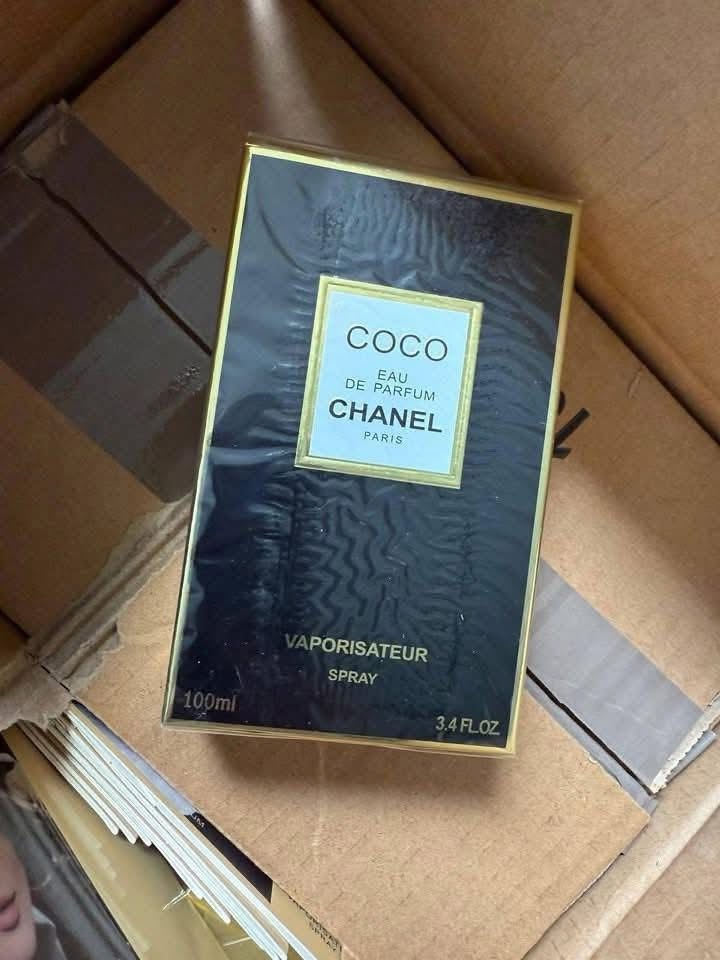 COCO
EAU
DE PARFUM
CHANEL
PARIS
VAPORISATEUR
SPRAY
100ml
3.4 FL.OZ